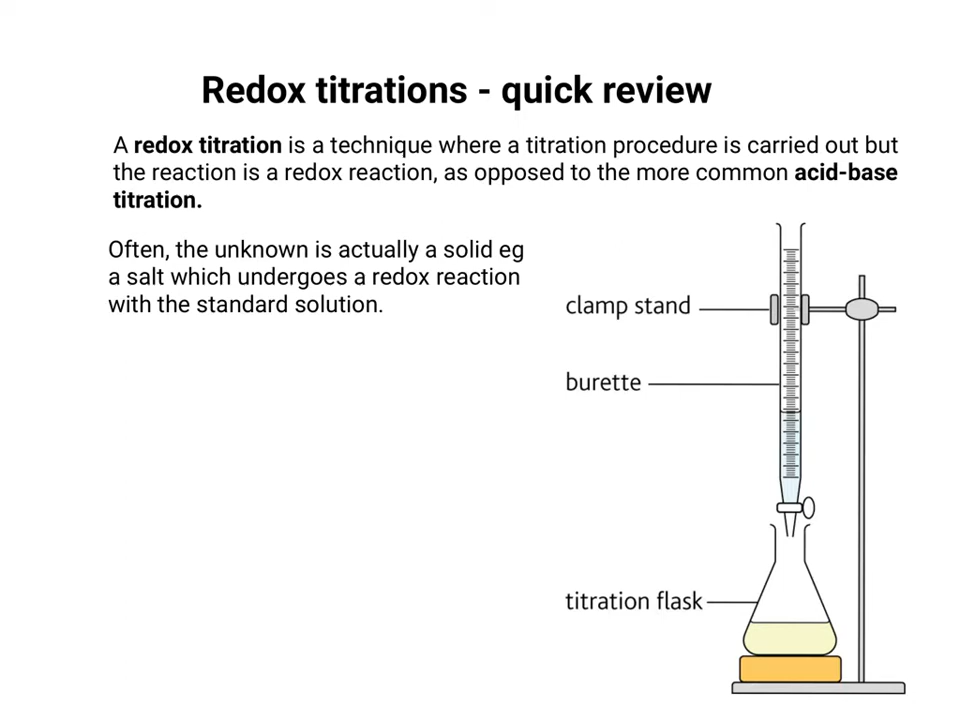 Redox titrations - quick review
A redox titration is a technique where a titration procedure is carried out but
the reaction is a redox reaction, as opposed to the more common acid-base
titration.
Often, the unknown is actually a solid eg
a salt which undergoes a redox reaction
with the standard solution.
clamp stand
burette
titration flask